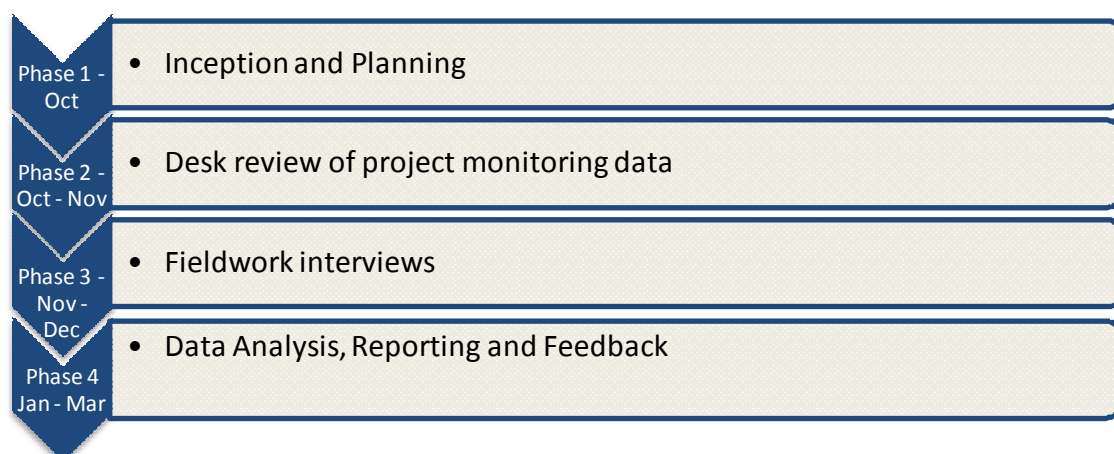 Phase 1 -
Oct
• Inception and Planning
Phase 2 -
Oct - Nov
• Desk review of project monitoring data
Phase 3 -
Nov -
Dec
• Fieldwork interviews
Phase 4
Jan - Mar
• Data Analysis, Reporting and Feedback